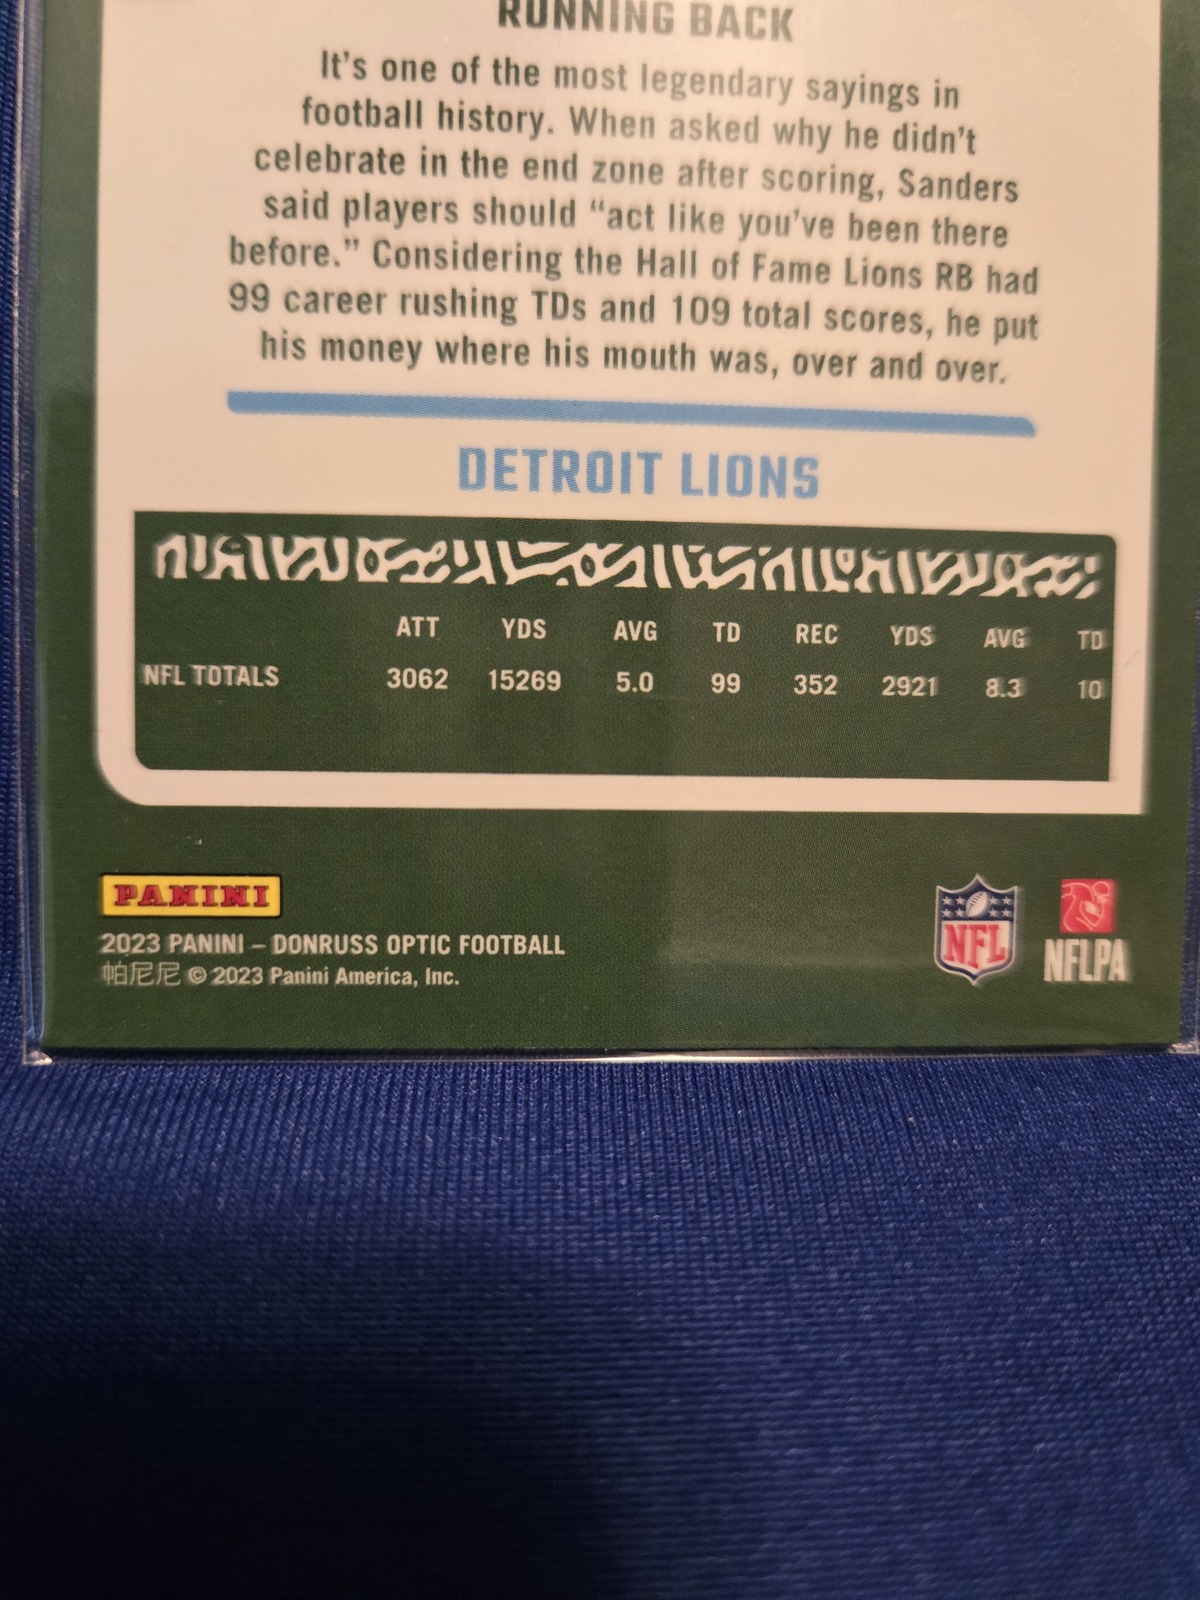 RUNNING BACK
It's one of the most legendary sayings in
football history. When asked why he didn't
celebrate in the end zone after scoring, Sanders
said players should “act like you've been there
before.” Considering the Hall of Fame Lions RB had
99 career rushing TDs and 109 total scores, he put
his money where his mouth was, over and over.
DETROIT LIONS
ATT YDS AVG TD REC YDS AVG TD
NFL TOTALS 3062 15269 5.0 99 352 2921 8.3 10
PANINI
2023 PANINI – DONRUSS OPTIC FOOTBALL
帕尼尼 © 2023 Panini America, Inc.
NFL
NFLPA